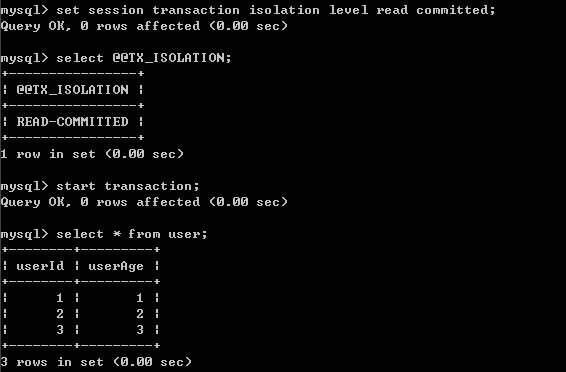 mysql> set session transaction isolation level read committed;
Query OK, 0 rows affected (0.00 sec)
mysql> select @@TX_ISOLATION;
+----------------+
| @@TX_ISOLATION |
+----------------+
| READ-COMMITTED |
+----------------+
1 row in set (0.00 sec)
mysql> start transaction;
Query OK, 0 rows affected (0.00 sec)
mysql> select * from user;
+--------+---------+
| userId | userAge |
+--------+---------+
|      1 |       1 |
|      2 |       2 |
|      3 |       3 |
+--------+---------+
3 rows in set (0.00 sec)